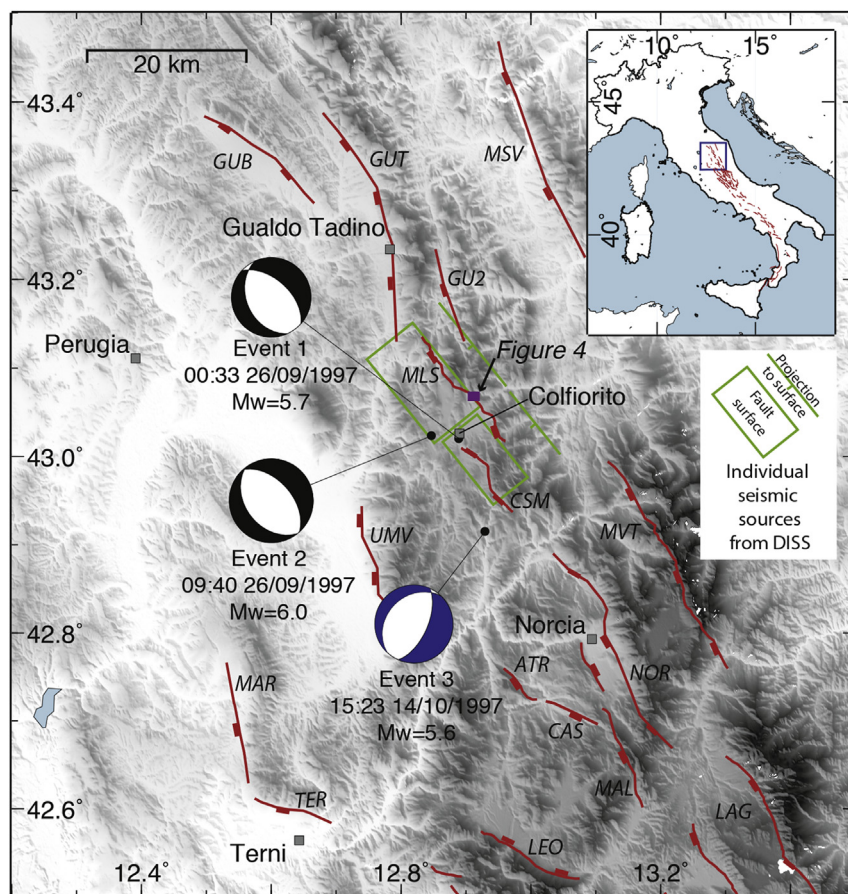 20 km
10°
15°
45°
40°
43.4°
43.2°
43.0°
42.8°
42.6°
12.4°
12.8°
13.2°
GUB
GUT
MSV
Gualdo Tadino
GU2
Perugia
Event 1
00:33 26/09/1997
Mw=5.7
MLS
Figure 4
Colfiorito
Projection
to surface
Fault
surface
Individual
seismic
sources
from DISS
CSM
UMV
MVT
Event 2
09:40 26/09/1997
Mw=6.0
Norcia
ATR
NOR
Event 3
15:23 14/10/1997
Mw=5.6
MAR
CAS
MAL
TER
LAG
Terni
LEO